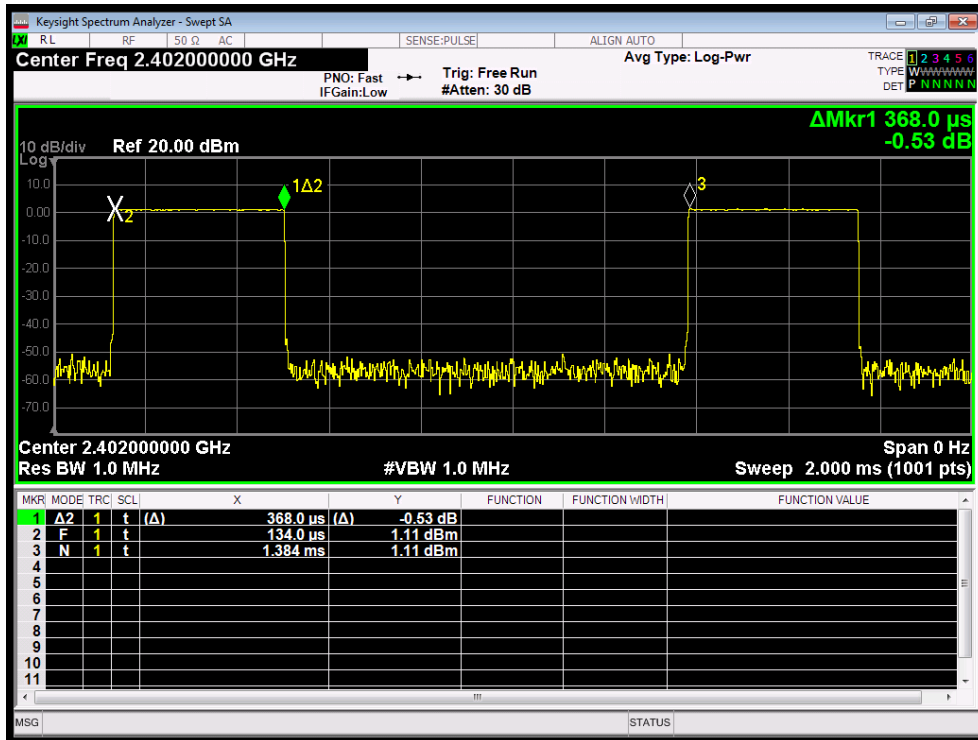 Keysight Spectrum Analyzer - Swept SA
LXI RL RF 50 Ω AC SENSE:PULSE ALIGN AUTO
Center Freq 2.402000000 GHz
PNO: Fast
IFGain:Low
Trig: Free Run
#Atten: 30 dB
Avg Type: Log-Pwr
TRACE 1 2 3 4 5 6
TYPE WWWWWW
DET P N N N N N
ΔMkr1 368.0 µs
-0.53 dB
10 dB/div Ref 20.00 dBm
Log
10.0
0.00
-10.0
-20.0
-30.0
-40.0
-50.0
-60.0
-70.0
2
1Δ2
3
Center 2.402000000 GHz Span 0 Hz
Res BW 1.0 MHz #VBW 1.0 MHz Sweep 2.000 ms (1001 pts)
MKR MODE TRC SCL X Y FUNCTION FUNCTION WIDTH FUNCTION VALUE
1 Δ2 1 t (Δ) 368.0 µs (Δ) -0.53 dB
2 F 1 t 134.0 µs 1.11 dBm
3 N 1 t 1.384 ms 1.11 dBm
4
5
6
7
8
9
10
11
MSG STATUS